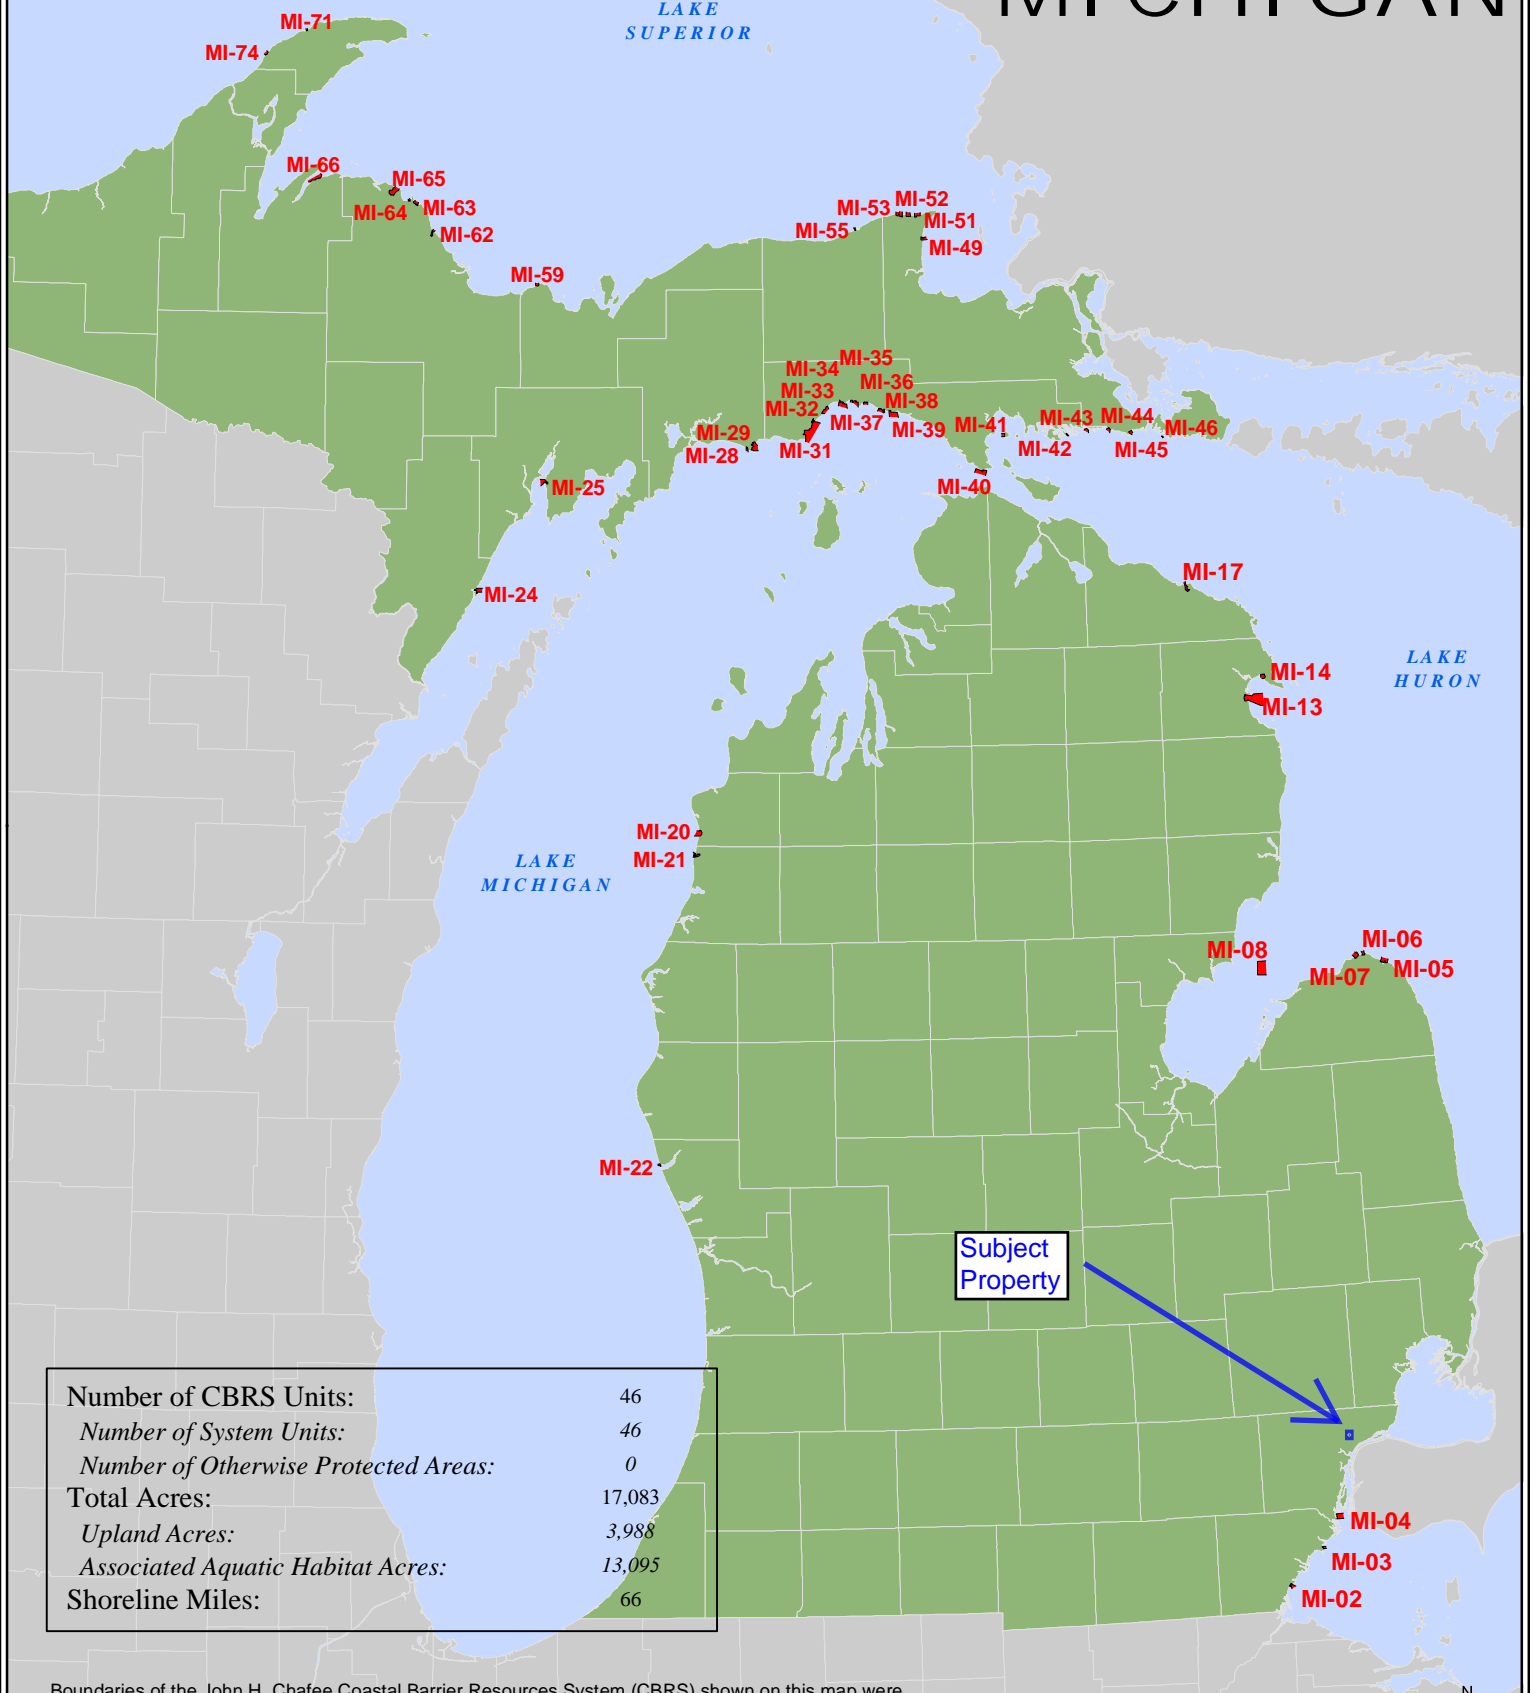 MICHIGAN
LAKE
SUPERIOR
MI-71
MI-74
MI-66
MI-65
MI-64
MI-63
MI-62
MI-59
MI-53
MI-52
MI-51
MI-55
MI-49
MI-35
MI-34
MI-36
MI-33
MI-32
MI-38
MI-37
MI-39
MI-29
MI-28
MI-31
MI-41
MI-43
MI-44
MI-46
MI-42
MI-45
MI-40
MI-25
MI-24
MI-17
LAKE
HURON
MI-14
MI-13
MI-20
MI-21
LAKE
MICHIGAN
MI-08
MI-06
MI-07
MI-05
MI-22
Subject
Property
MI-04
MI-03
MI-02
Number of CBRS Units: 46
Number of System Units: 46
Number of Otherwise Protected Areas: 0
Total Acres: 17,083
Upland Acres: 3,988
Associated Aquatic Habitat Acres: 13,095
Shoreline Miles: 66
Boundaries of the John H. Chafee Coastal Barrier Resources System (CBRS) shown on this map were
N